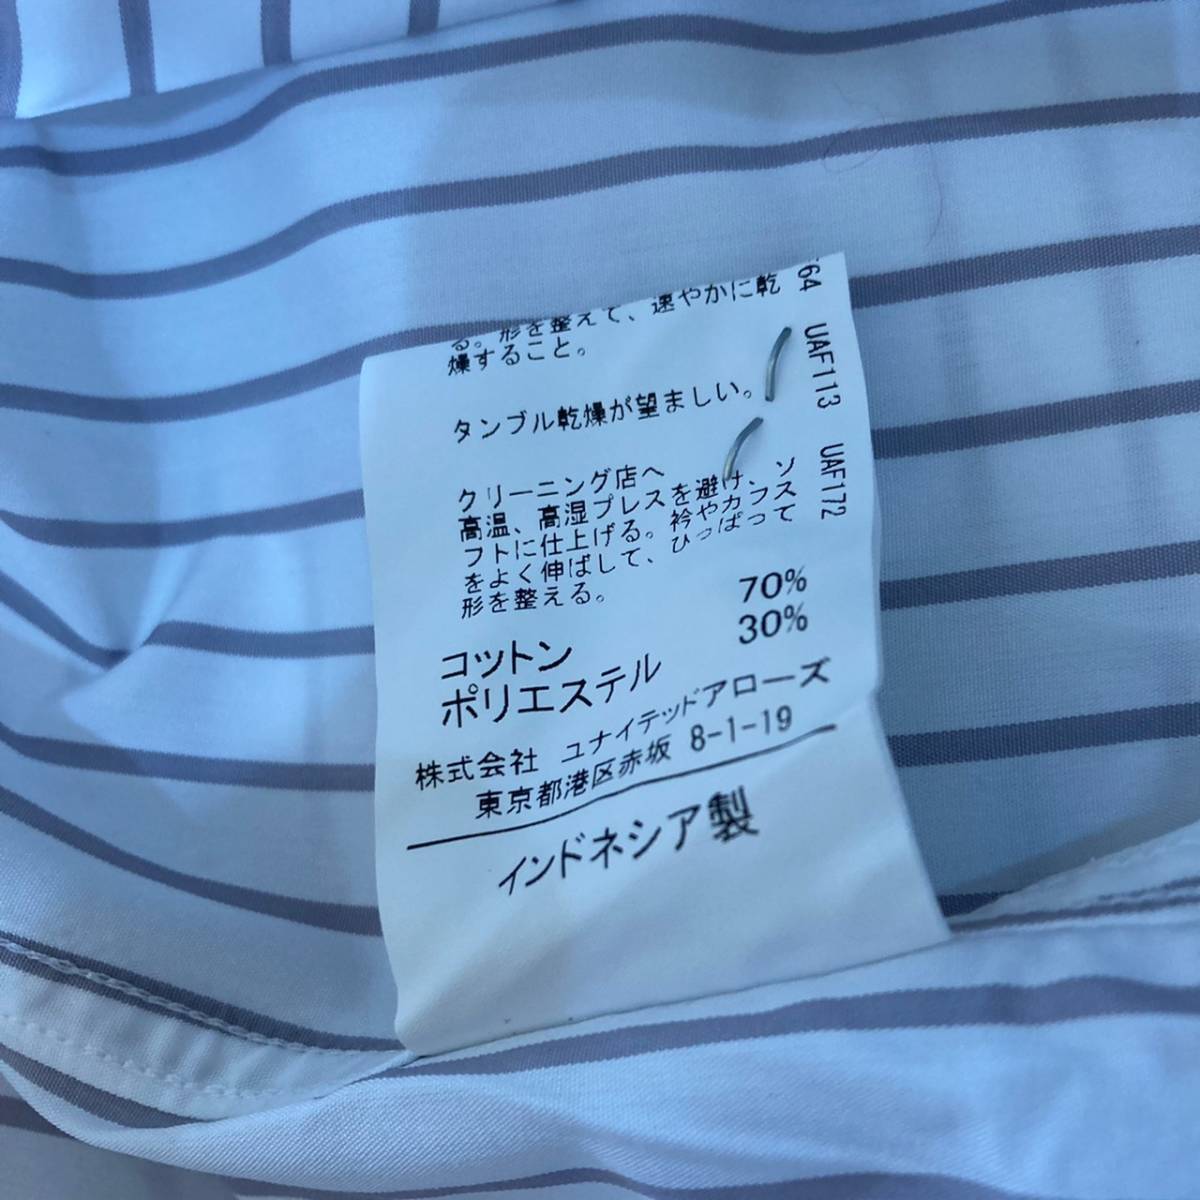 る。形を整えて、速やかに乾
燥すること。
タンブル乾燥が望ましい。
クリーニング店へ
高温、高湿プレスを避け、ソ
フトに仕上げる。衿やカフス
をよく伸ばして、ひっぱって
形を整える。
コットン 70%
ポリエステル 30%
株式会社 ユナイテッドアローズ
東京都港区赤坂 8-1-19
インドネシア製
64 UAF113 UAF172